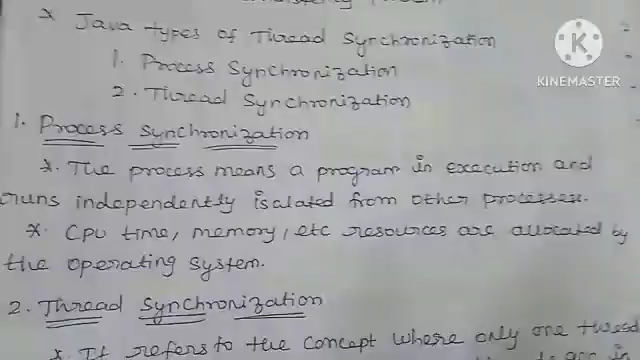 * Java types of Thread Synchronization
1. Process Synchronization
2. Thread Synchronization
1. Process Synchronization
*. The process means a program in execution and
runs independently isalated from other processes.
*. Cpu time, memory, etc resources are allocated by
the operating system.
2. Thread Synchronization
*. It refers to the concept where only one thread
KINEMASTER